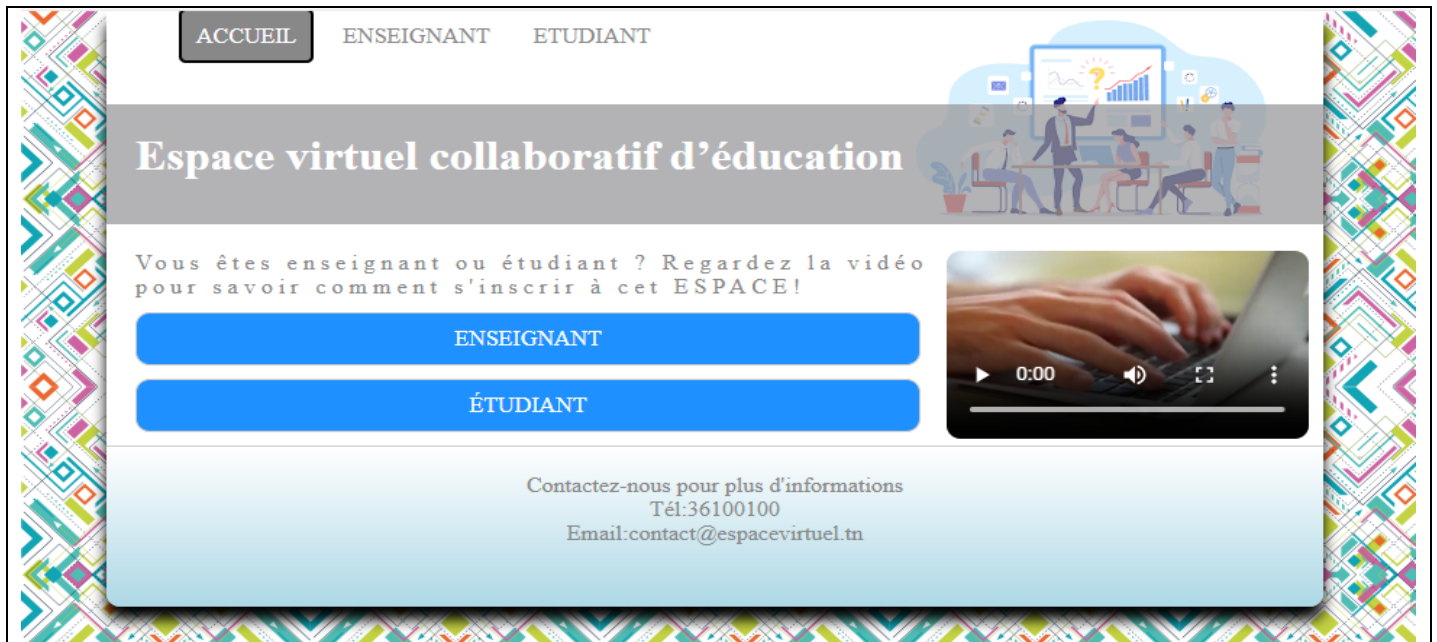 ACCUEIL ENSEIGNANT ETUDIANT
Espace virtuel collaboratif d’éducation
Vous êtes enseignant ou étudiant ? Regardez la vidéo
pour savoir comment s'inscrir à cet ESPACE!
ENSEIGNANT
ÉTUDIANT
0:00
Contactez-nous pour plus d'informations
Tél:36100100
Email:contact@espacevirtuel.tn